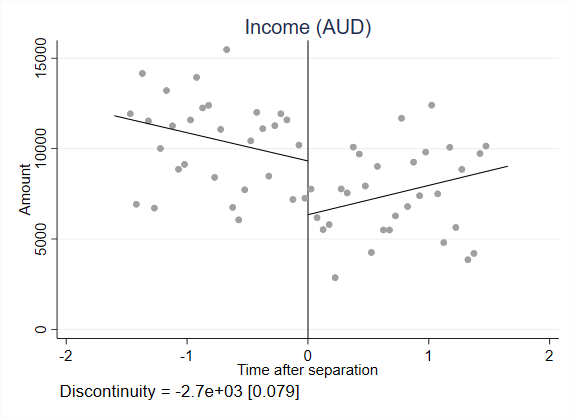 Income (AUD)
15000
10000
5000
0
Amount
-2 -1 0 1 2
Time after separation
Discontinuity = -2.7e+03 [0.079]